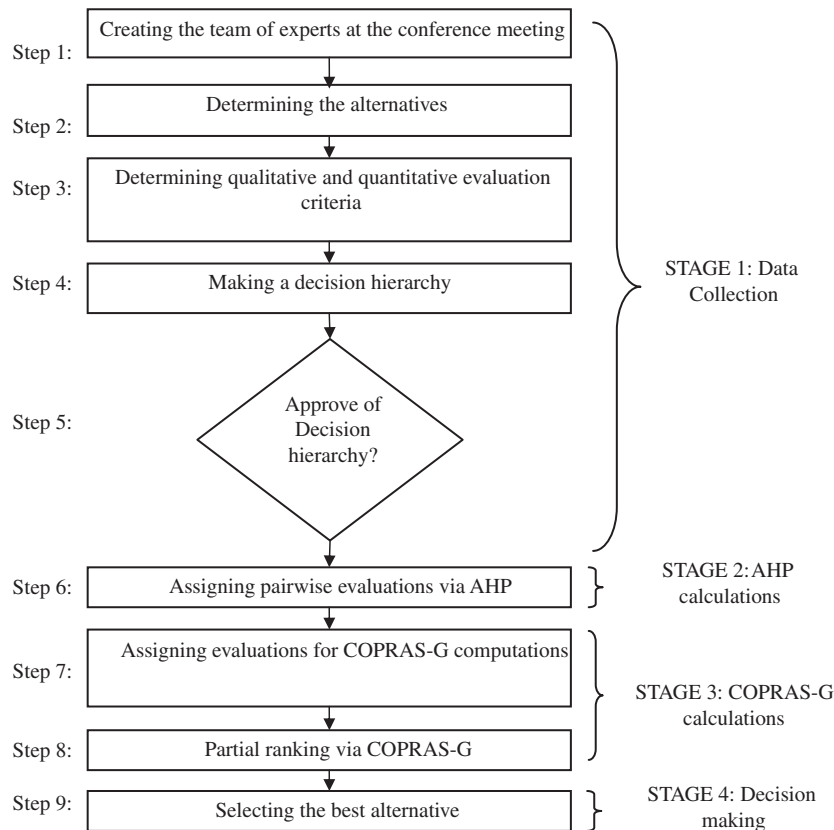 Step 1:
Creating the team of experts at the conference meeting
Step 2:
Determining the alternatives
Step 3:
Determining qualitative and quantitative evaluation
criteria
Step 4:
Making a decision hierarchy
STAGE 1: Data
Collection
Step 5:
Approve of
Decision
hierarchy?
Step 6:
Assigning pairwise evaluations via AHP
STAGE 2: AHP
calculations
Step 7:
Assigning evaluations for COPRAS-G computations
STAGE 3: COPRAS-G
calculations
Step 8:
Partial ranking via COPRAS-G
Step 9:
Selecting the best alternative
STAGE 4: Decision
making